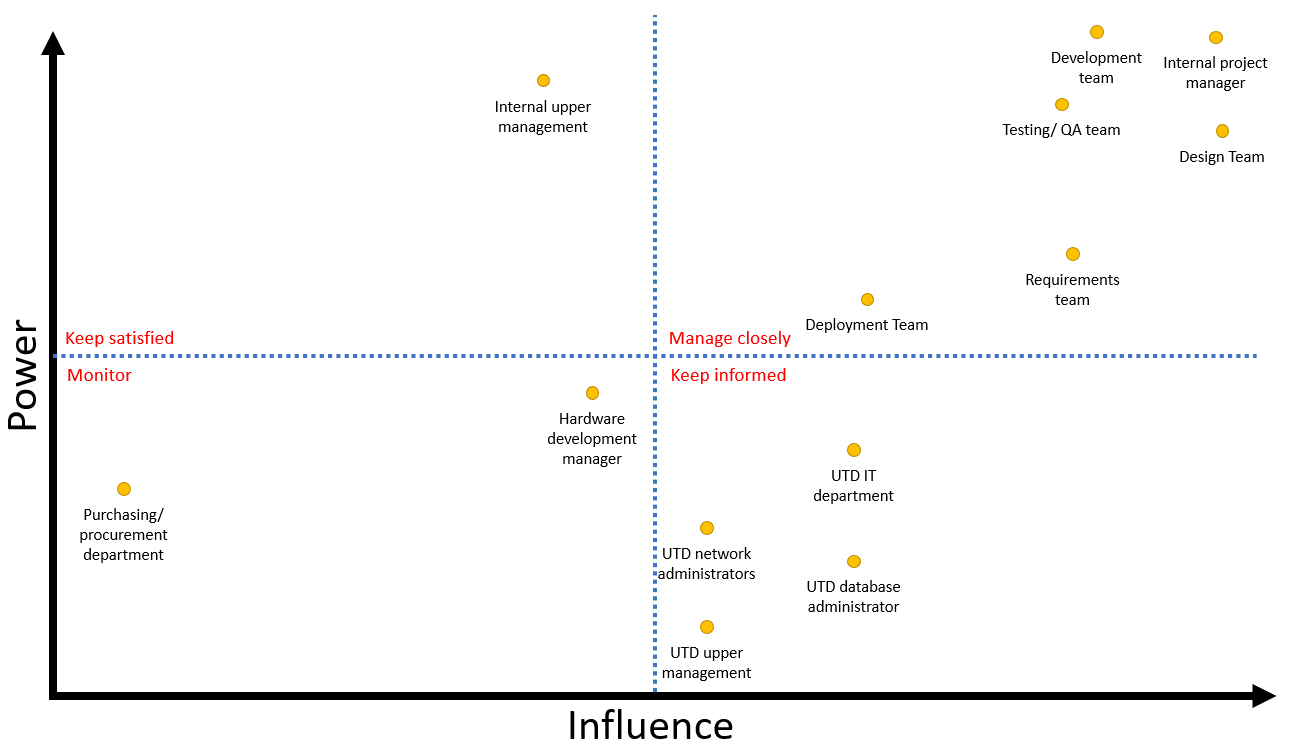 Development
team
Internal project
manager
Internal upper
management
Testing/ QA team
Design Team
Requirements
team
Deployment Team
Keep satisfied
Manage closely
Power
Monitor
Keep informed
Hardware
development
manager
UTD IT
department
Purchasing/
procurement
department
UTD network
administrators
UTD database
administrator
UTD upper
management
Influence